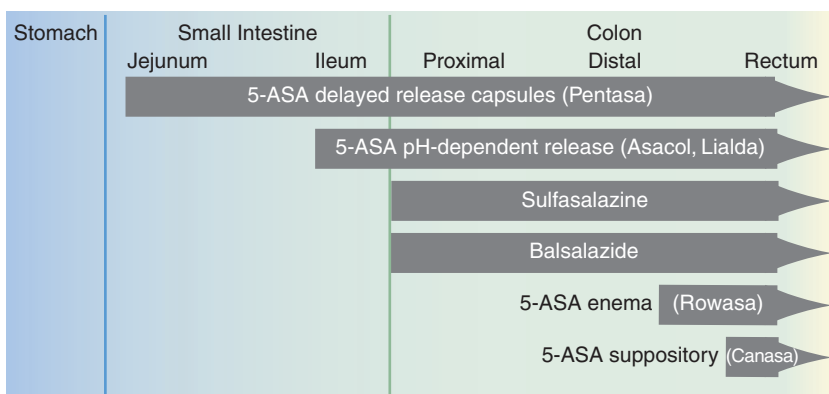 Stomach Small Intestine Colon
Jejunum Ileum Proximal Distal Rectum
5-ASA delayed release capsules (Pentasa)
5-ASA pH-dependent release (Asacol, Lialda)
Sulfasalazine
Balsalazide
5-ASA enema (Rowasa)
5-ASA suppository (Canasa)